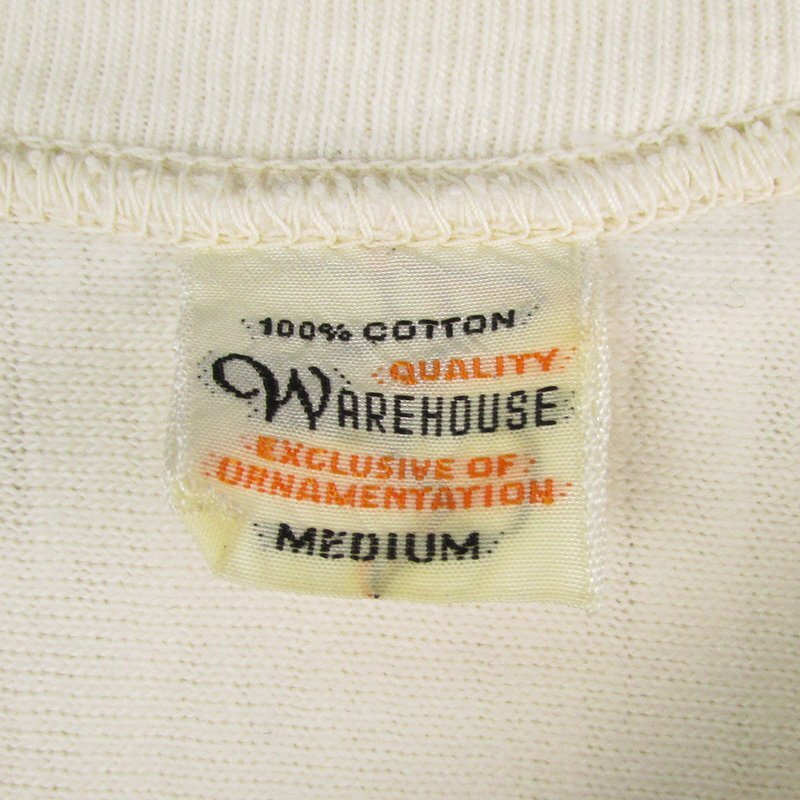 100% COTTON
QUALITY
WAREHOUSE
EXCLUSIVE OF
ORNAMENTATION
MEDIUM